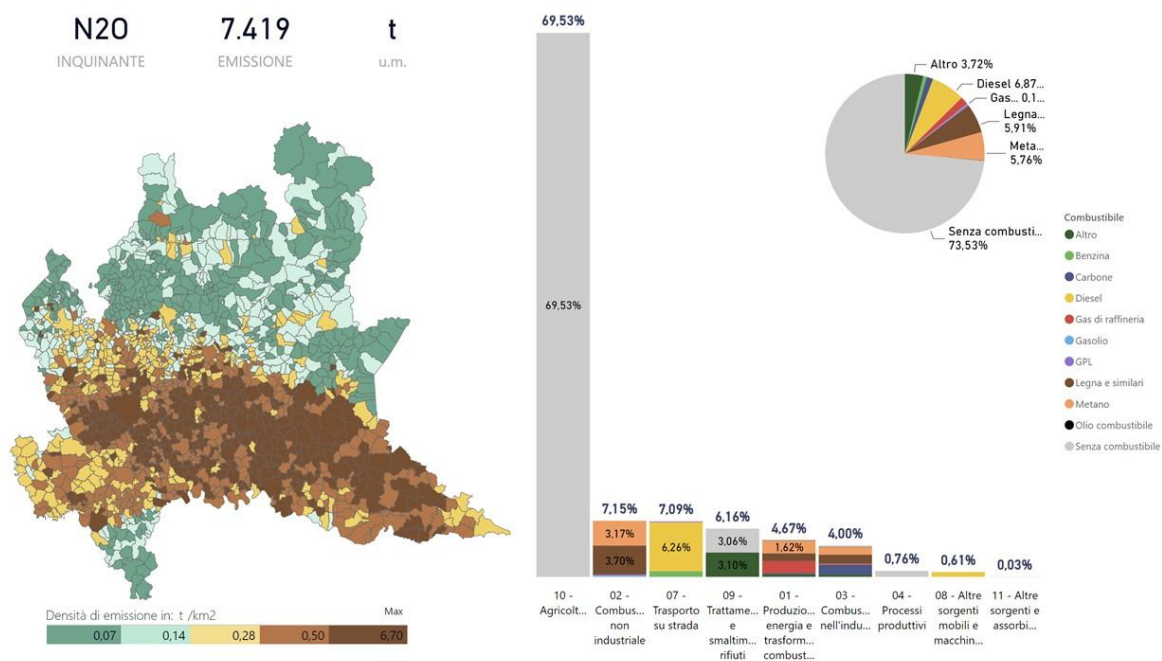 N2O
7.419
t
INQUINANTE
EMISSIONE
u.m.
Densità di emissione in: t /km2
Max
0,07
0,14
0,28
0,50
6,70
69,53%
69,53%
7,15%
3,17%
3,70%
7,09%
6,26%
6,16%
3,06%
3,10%
4,67%
1,62%
4,00%
0,76%
0,61%
0,03%
10 -
Agricolt...
02 -
Combus...
non
industriale
07 -
Trasporto
su strada
09 -
Trattame...
e
smaltim...
rifiuti
01 -
Produzio...
energia e
trasform...
combust...
03 -
Combus...
nell'indu...
04 -
Processi
produttivi
08 - Altre
sorgenti
mobili e
macchin...
11 - Altre
sorgenti e
assorbi...
Altro 3,72%
Diesel 6,87...
Gas... 0,1...
Legna...
5,91%
Meta...
5,76%
Senza combusti...
73,53%
Combustibile
Altro
Benzina
Carbone
Diesel
Gas di raffineria
Gasolio
GPL
Legna e similari
Metano
Olio combustibile
Senza combustibile